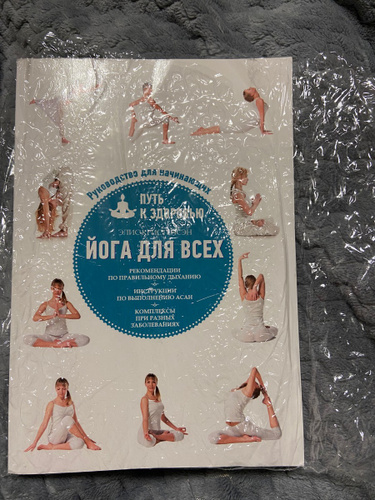 Руководство для начинающих
ПУТЬ
К ЗДОРОВЬЮ
ЙОГА ДЛЯ ВСЕХ
РЕКОМЕНДАЦИИ
ПО ПРАВИЛЬНОМУ ДЫХАНИЮ
ИНСТРУКЦИИ
ПО ВЫПОЛНЕНИЮ АСАН
КОМПЛЕКСЫ
ПРИ РАЗНЫХ
ЗАБОЛЕВАНИЯХ